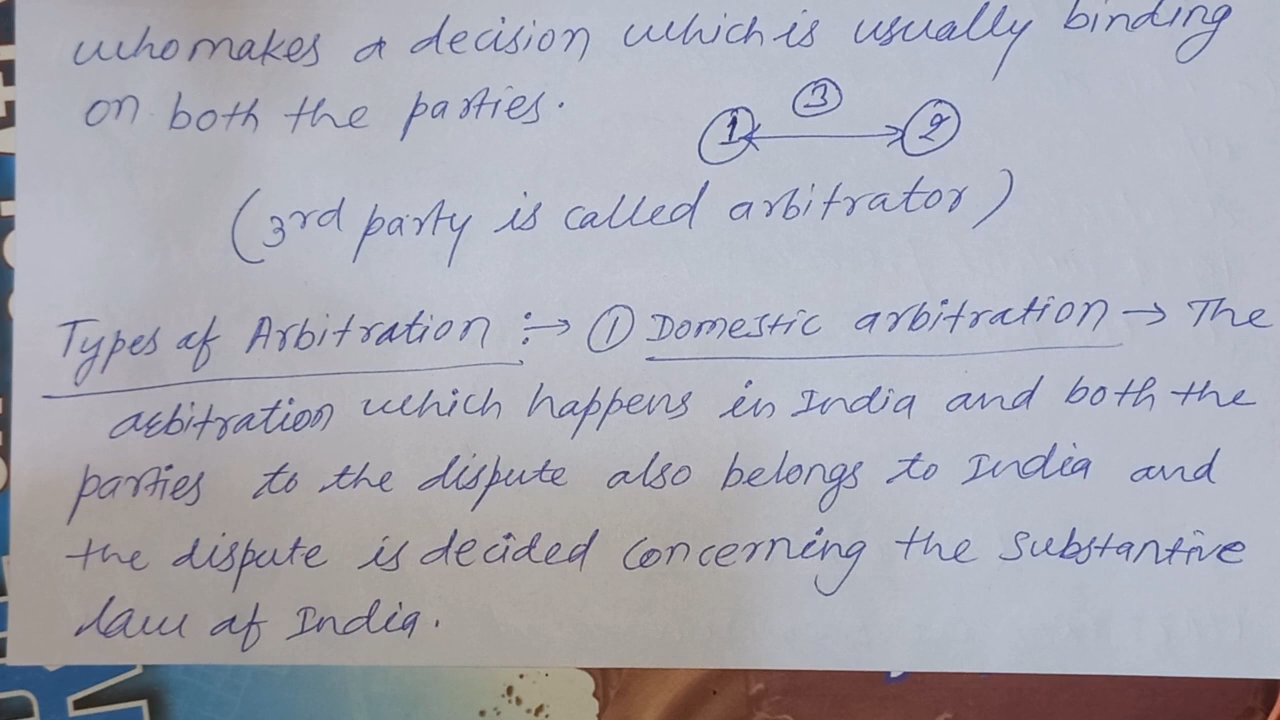 who makes a decision which is usually binding
on both the parties.
③
① ②
(3rd party is called arbitrator)
Types of Arbitration :→ ① Domestic arbitration → The
arbitration which happens in India and both the
parties to the dispute also belongs to India and
the dispute is decided concerning the substantive
law of India.